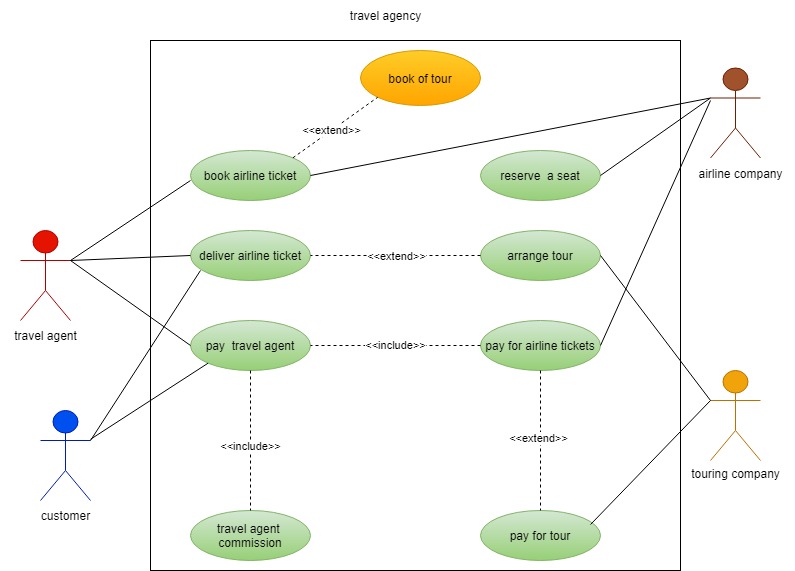 travel agency
book of tour
<<extend>>
book airline ticket
reserve a seat
airline company
deliver airline ticket
<<extend>>
arrange tour
travel agent
pay travel agent
<<include>>
pay for airline tickets
<<include>>
<<extend>>
touring company
customer
travel agent
commission
pay for tour